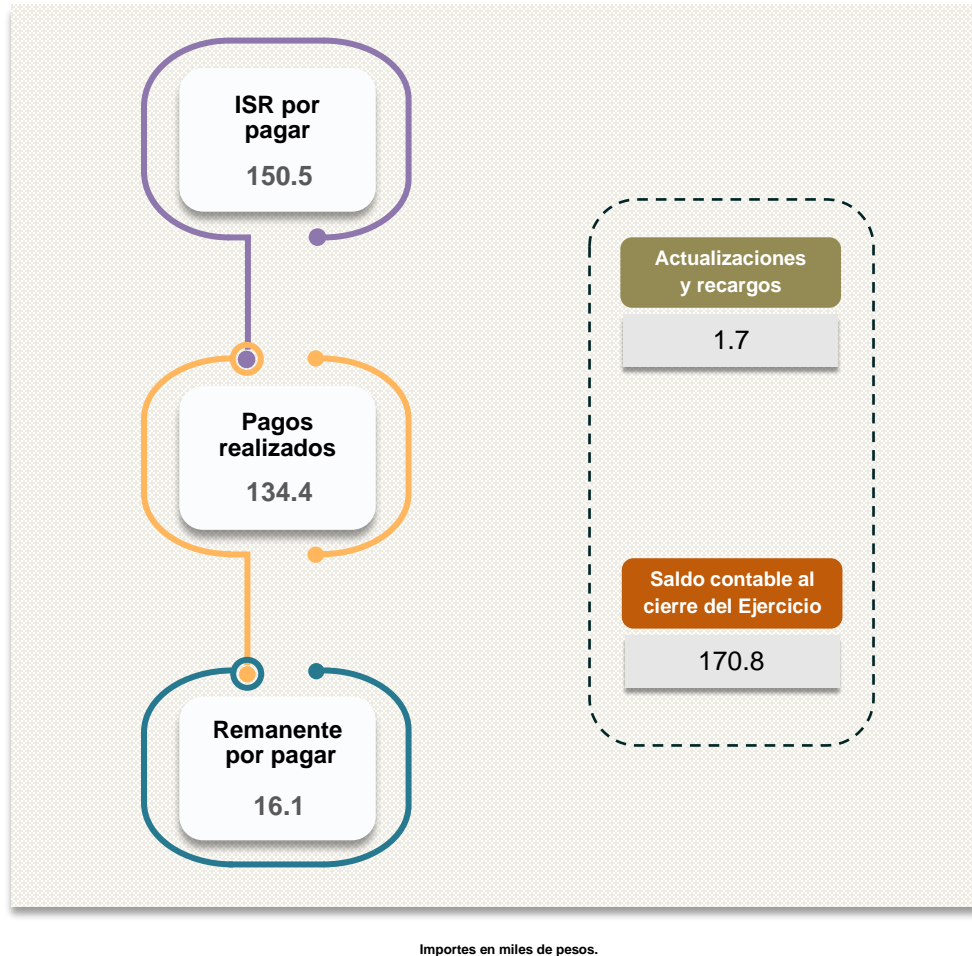 ISR por
pagar
150.5
Pagos
realizados
134.4
Remanente
por pagar
16.1
Actualizaciones
y recargos
1.7
Saldo contable al
cierre del Ejercicio
170.8
Importes en miles de pesos.